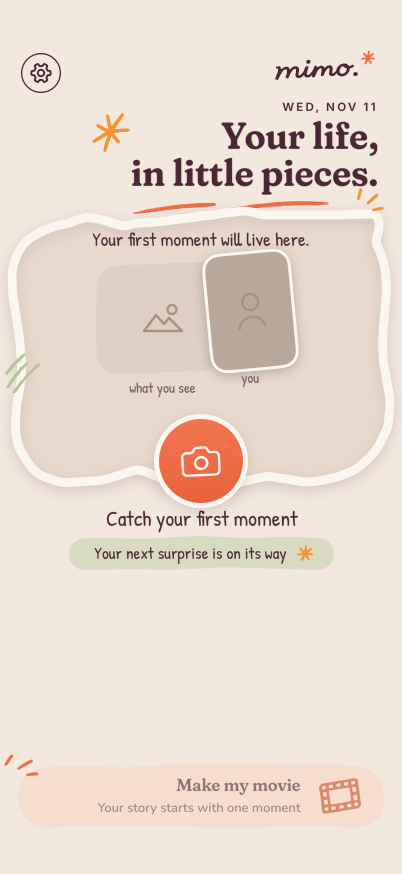 mimo.
WED, NOV 11
Your life,
in little pieces.
Your first moment will live here.
what you see
you
Catch your first moment
Your next surprise is on its way
Make my movie
Your story starts with one moment